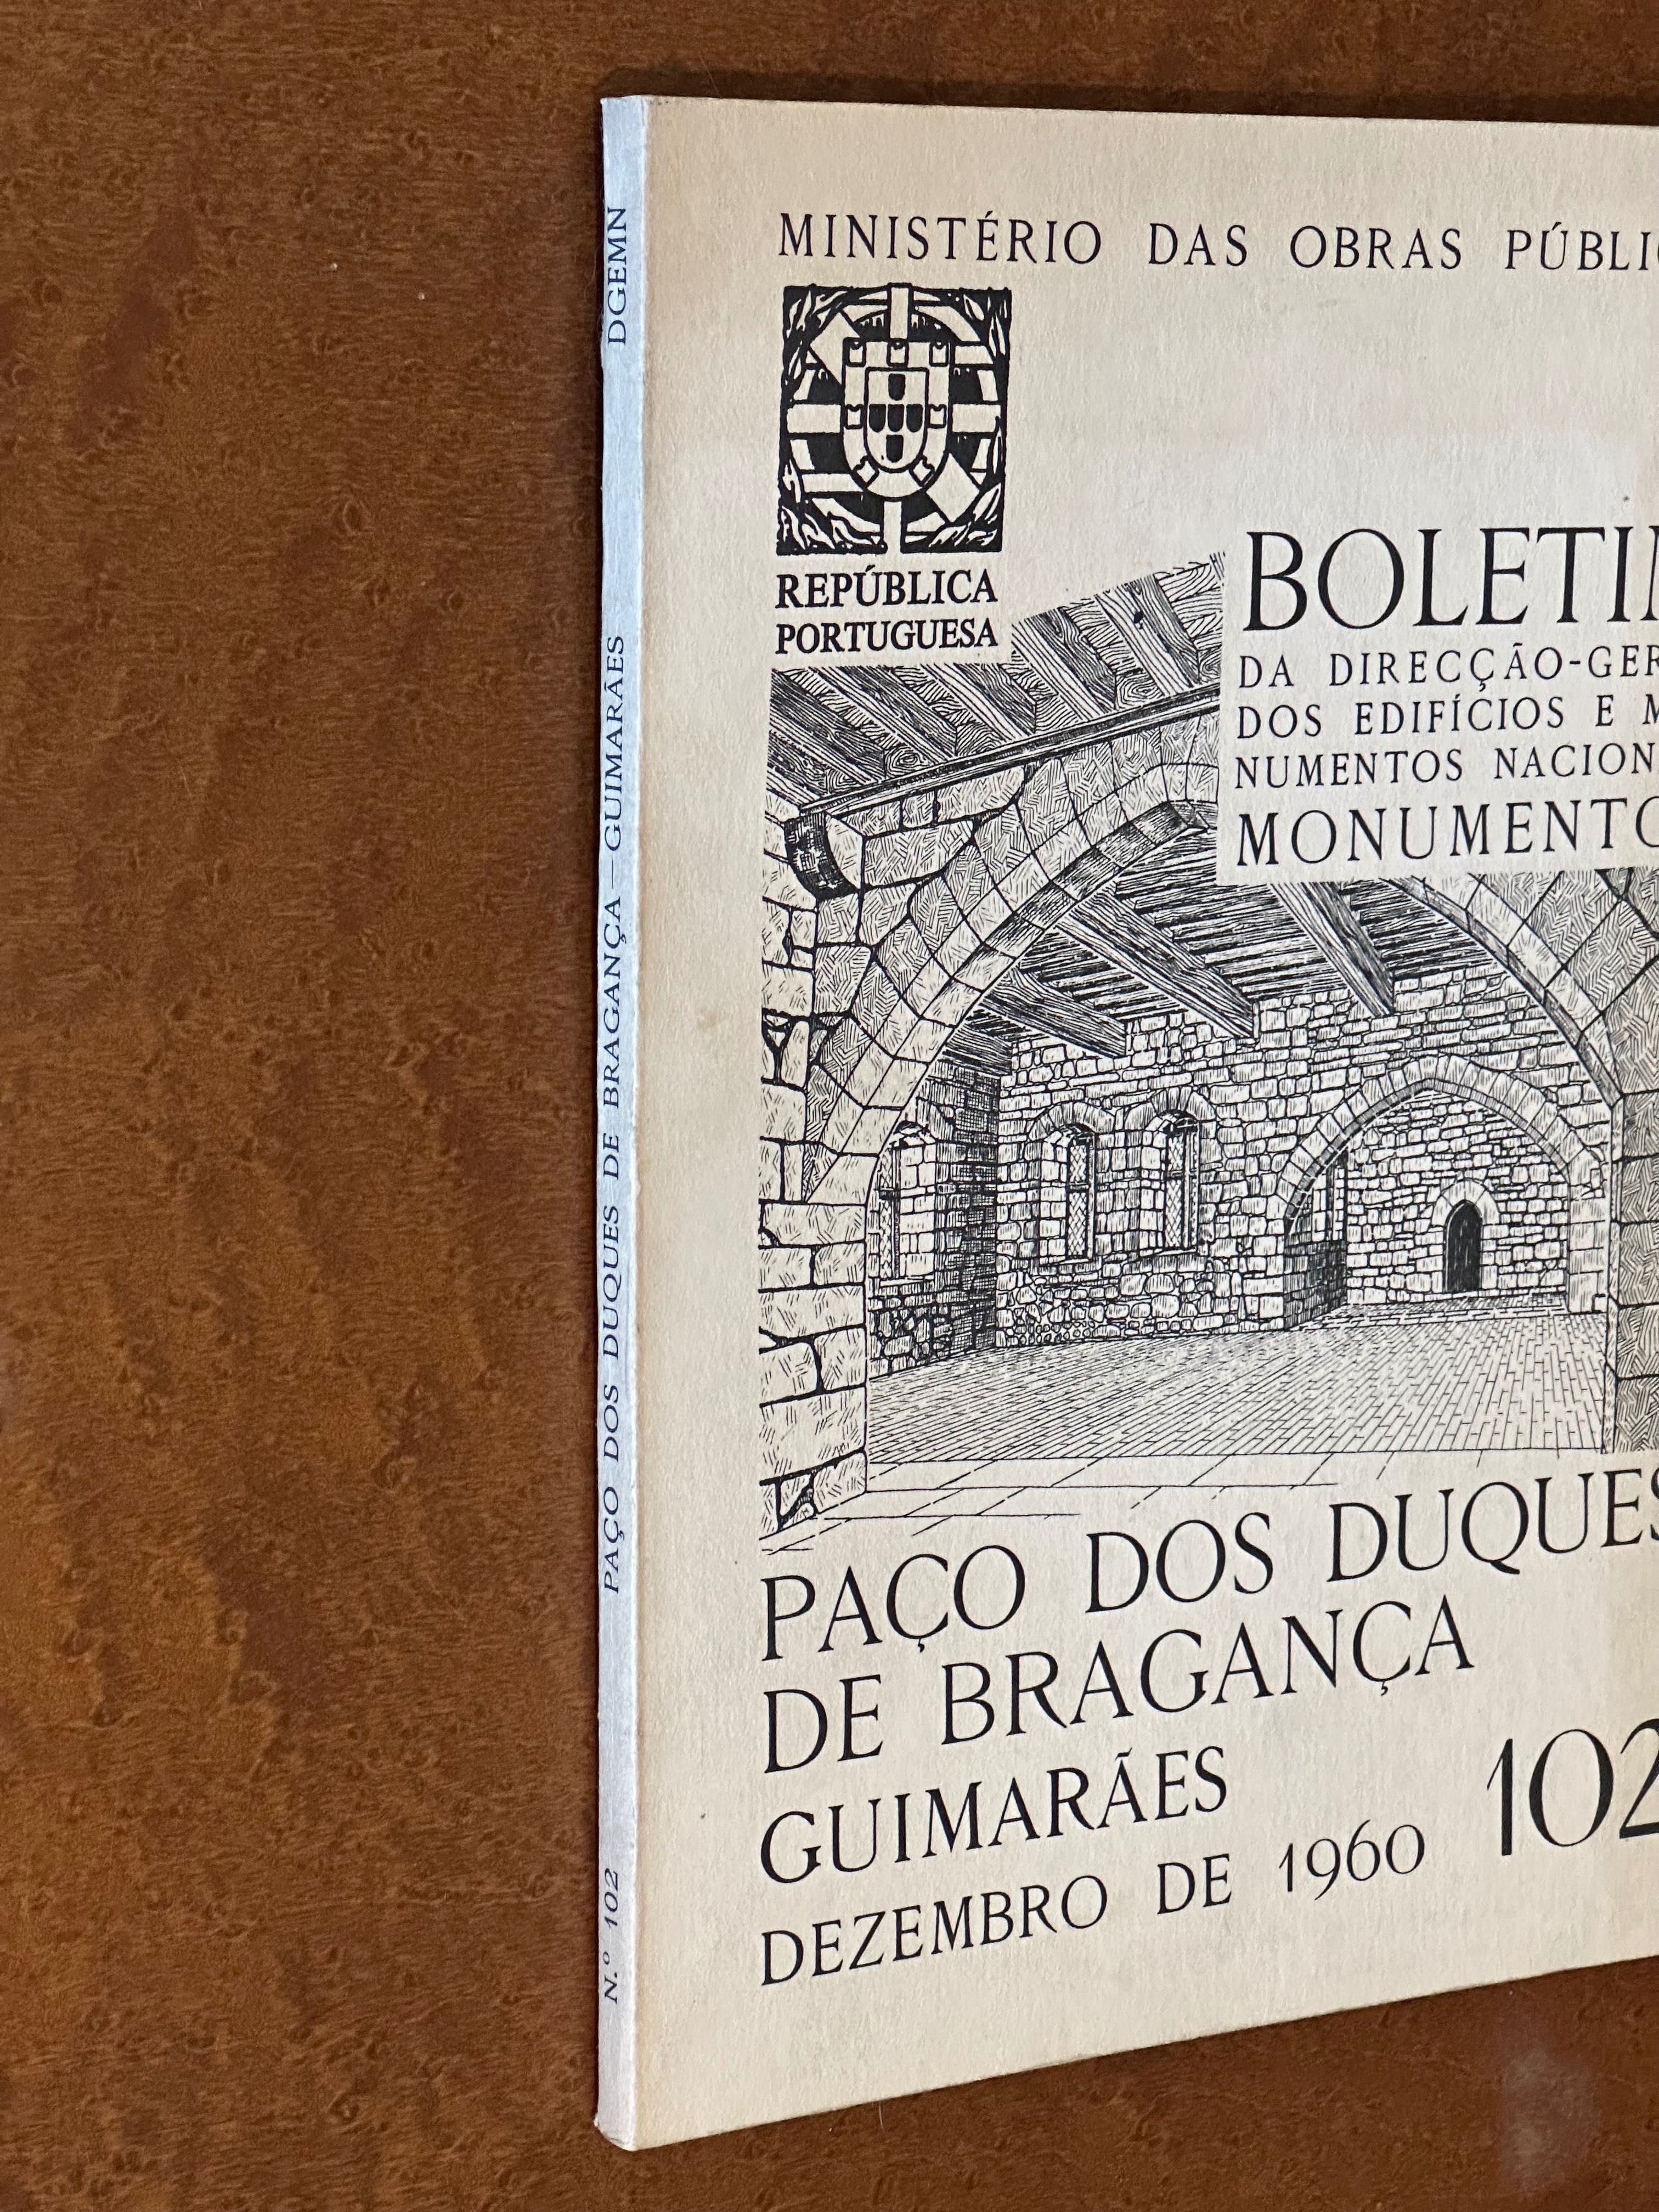 N.º 102 PAÇO DOS DUQUES DE BRAGANÇA—GUIMARÃES DGEMN
MINISTÉRIO DAS OBRAS PÚBLIC
REPÚBLICA
PORTUGUESA
BOLETIM
DA DIRECÇÃO-GER
DOS EDIFÍCIOS E M
NUMENTOS NACION
MONUMENTO
PAÇO DOS DUQUES
DE BRAGANÇA
GUIMARÃES
DEZEMBRO DE 1960
102